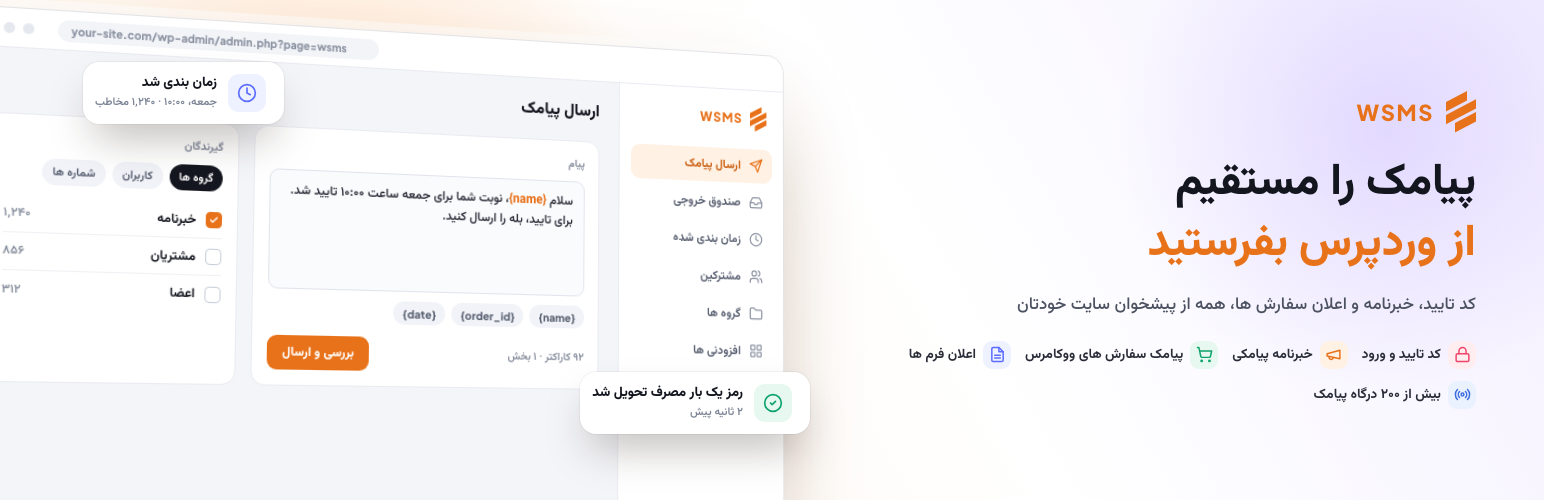 WSMS
پیامک را مستقیم
از وردپرس بفرستید
کد تایید، خبرنامه و اعلان سفارش ها، همه از پیشخوان سایت خودتان
کد تایید و ورود
خبرنامه پیامکی
پیامک سفارش های ووکامرس
اعلان فرم ها
بیش از ۲۰۰ درگاه پیامک
your-site.com/wp-admin/admin.php?page=wsms
WSMS
ارسال پیامک
صندوق خروجی
زمان بندی شده
مشترکین
گروه ها
افزودنی ها
ارسال پیامک
پیام
سلام {name}، نوبت شما برای جمعه ساعت ۱۰:۰۰ تایید شد.
برای تایید، بله را ارسال کنید.
{name}
{order_id}
{date}
۹۲ کاراکتر · ۱ بخش
بررسی و ارسال
زمان بندی شد
جمعه، ۱۰:۰۰ · ۱,۲۴۰ مخاطب
گیرندگان
گروه ها
کاربران
شماره ها
خبرنامه
۱,۲۴۰
مشتریان
۸۵۶
اعضا
۳۱۲
رمز یک بار مصرف تحویل شد
۲ ثانیه پیش